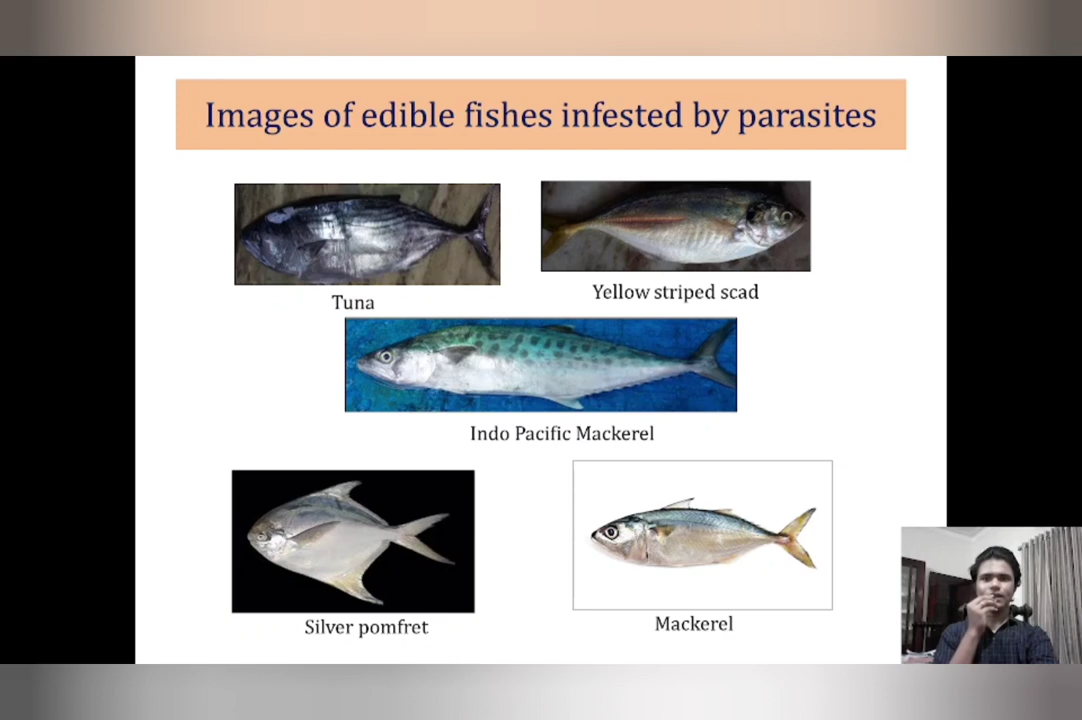 Images of edible fishes infested by parasites
Tuna
Yellow striped scad
Indo Pacific Mackerel
Silver pomfret
Mackerel